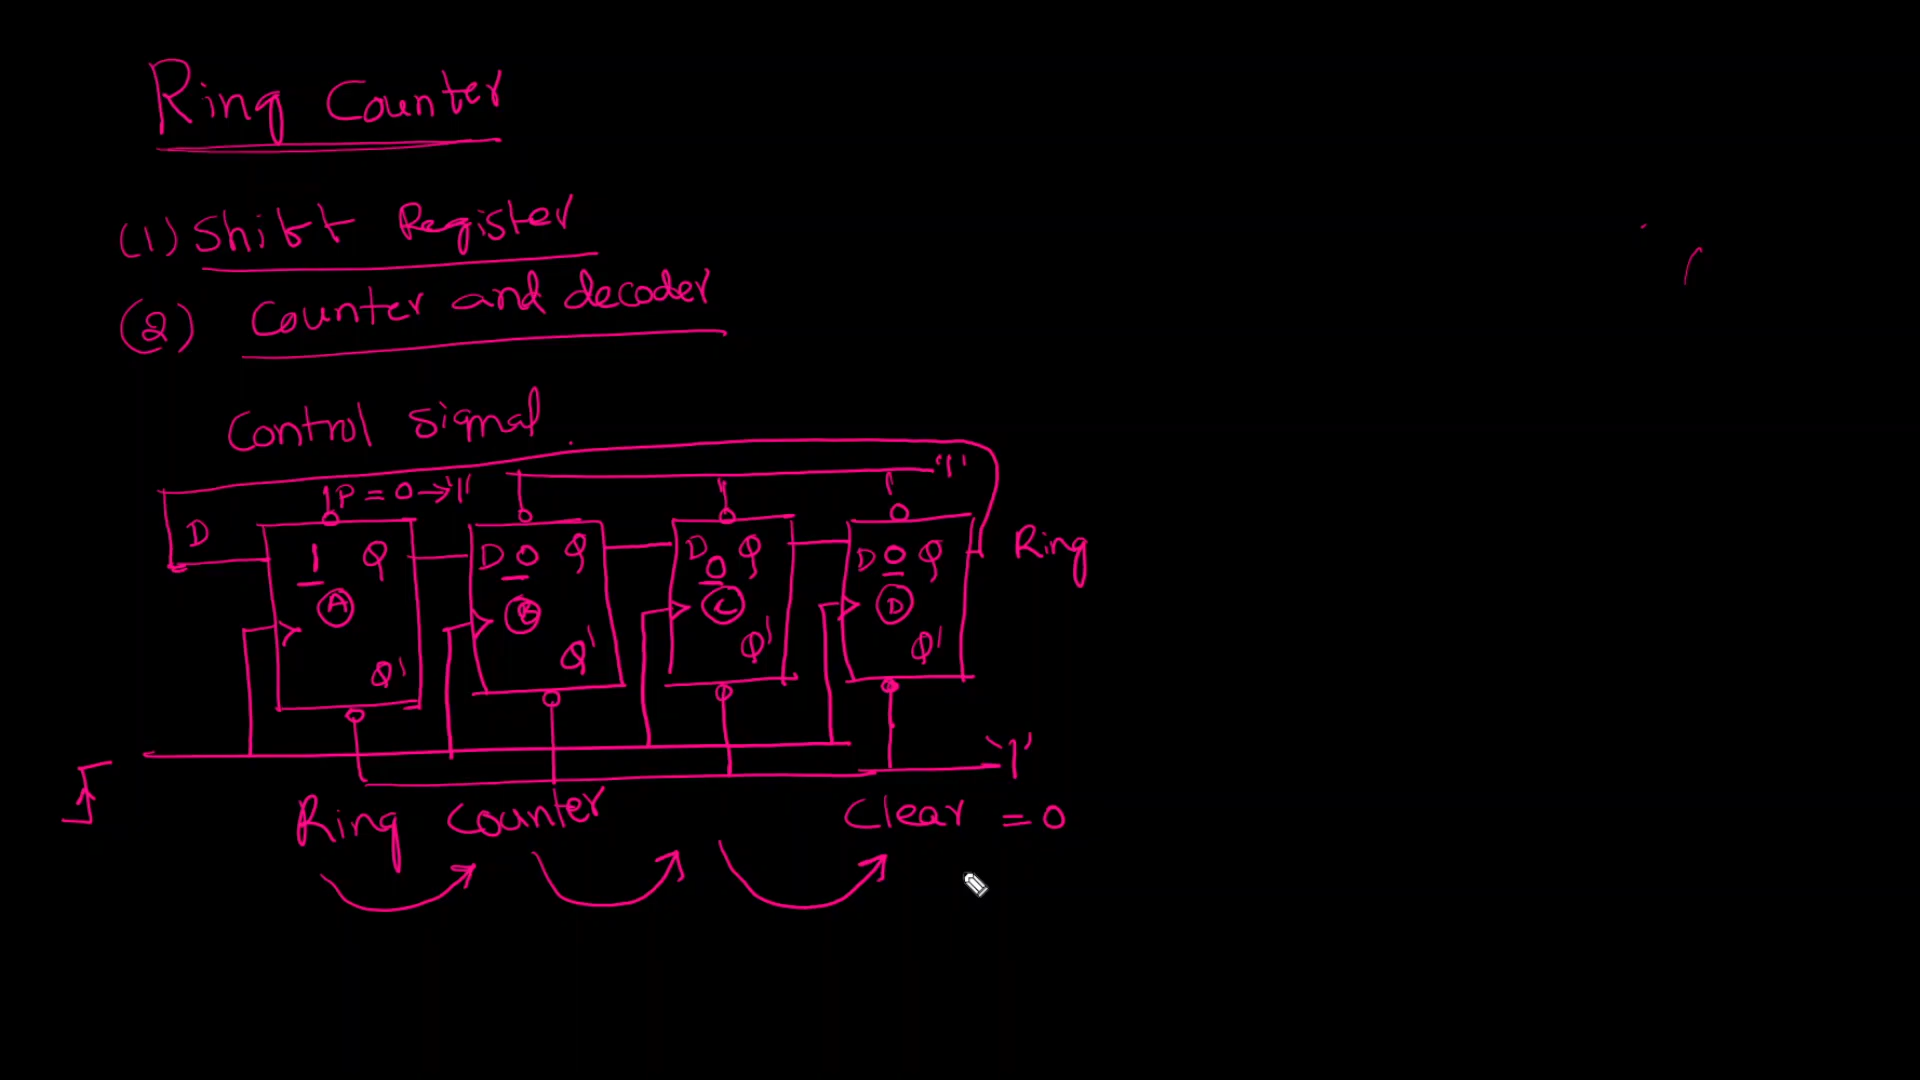 Ring Counter
(1) Shift Register
(2) Counter and decoder
Control signal
'1'
P = 0 → '1'
D
1 Q
D 0 Q
D 0 Q
D 0 Q
Ring
A
B
C
D
Q'
Q'
Q'
Q'
'1'
Ring Counter
Clear = 0